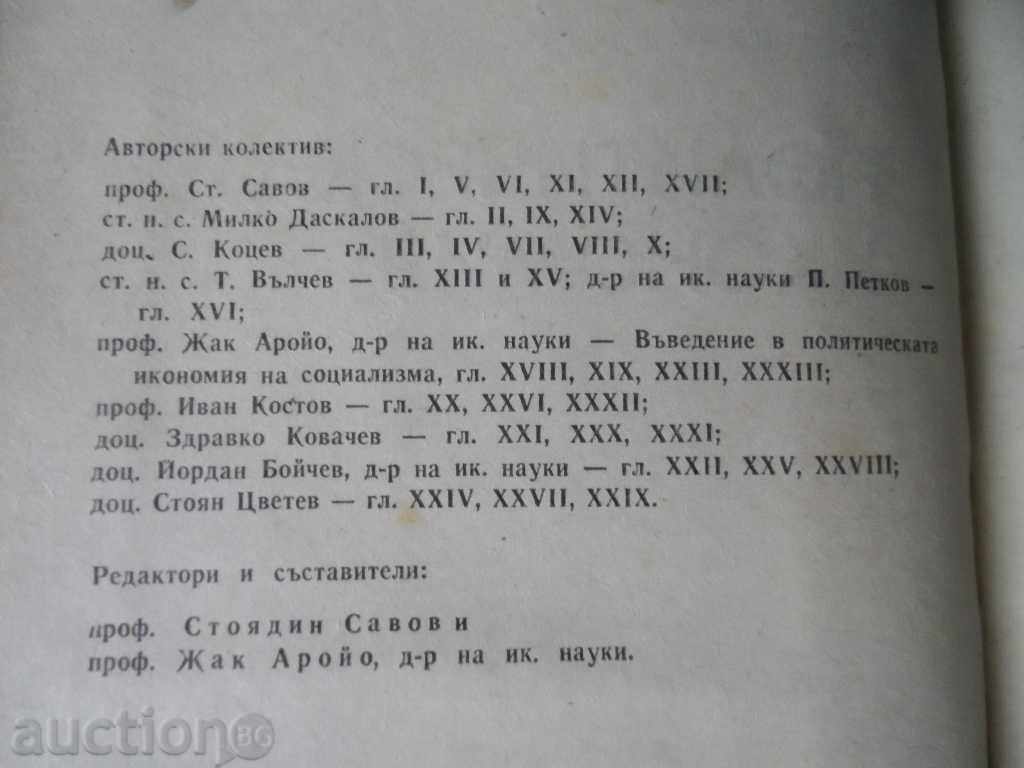 Авторски колектив:
проф. Ст. Савов — гл. I, V, VI, XI, XII, XVII;
ст. н. с. Милко Даскалов — гл. II, IX, XIV;
доц. С. Коцев — гл. III, IV, VII, VIII, X;
ст. н. с. Т. Вълчев — гл. XIII и XV; д-р на ик. науки П. Петков —
гл. XVI;
проф. Жак Аройо, д-р на ик. науки — Въведение в политическата
икономия на социализма, гл. XVIII, XIX, XXIII, XXXIII;
проф. Иван Костов — гл. XX, XXVI, XXXII;
доц. Здравко Ковачев — гл. XXI, XXX, XXXI;
доц. Йордан Бойчев, д-р на ик. науки — гл. XXII, XXV, XXVIII;
доц. Стоян Цветев — гл. XXIV, XXVII, XXIX.
Редактори и съставители:
проф. Стоядин Савов и
проф. Жак Аройо, д-р на ик. науки.
auction BG